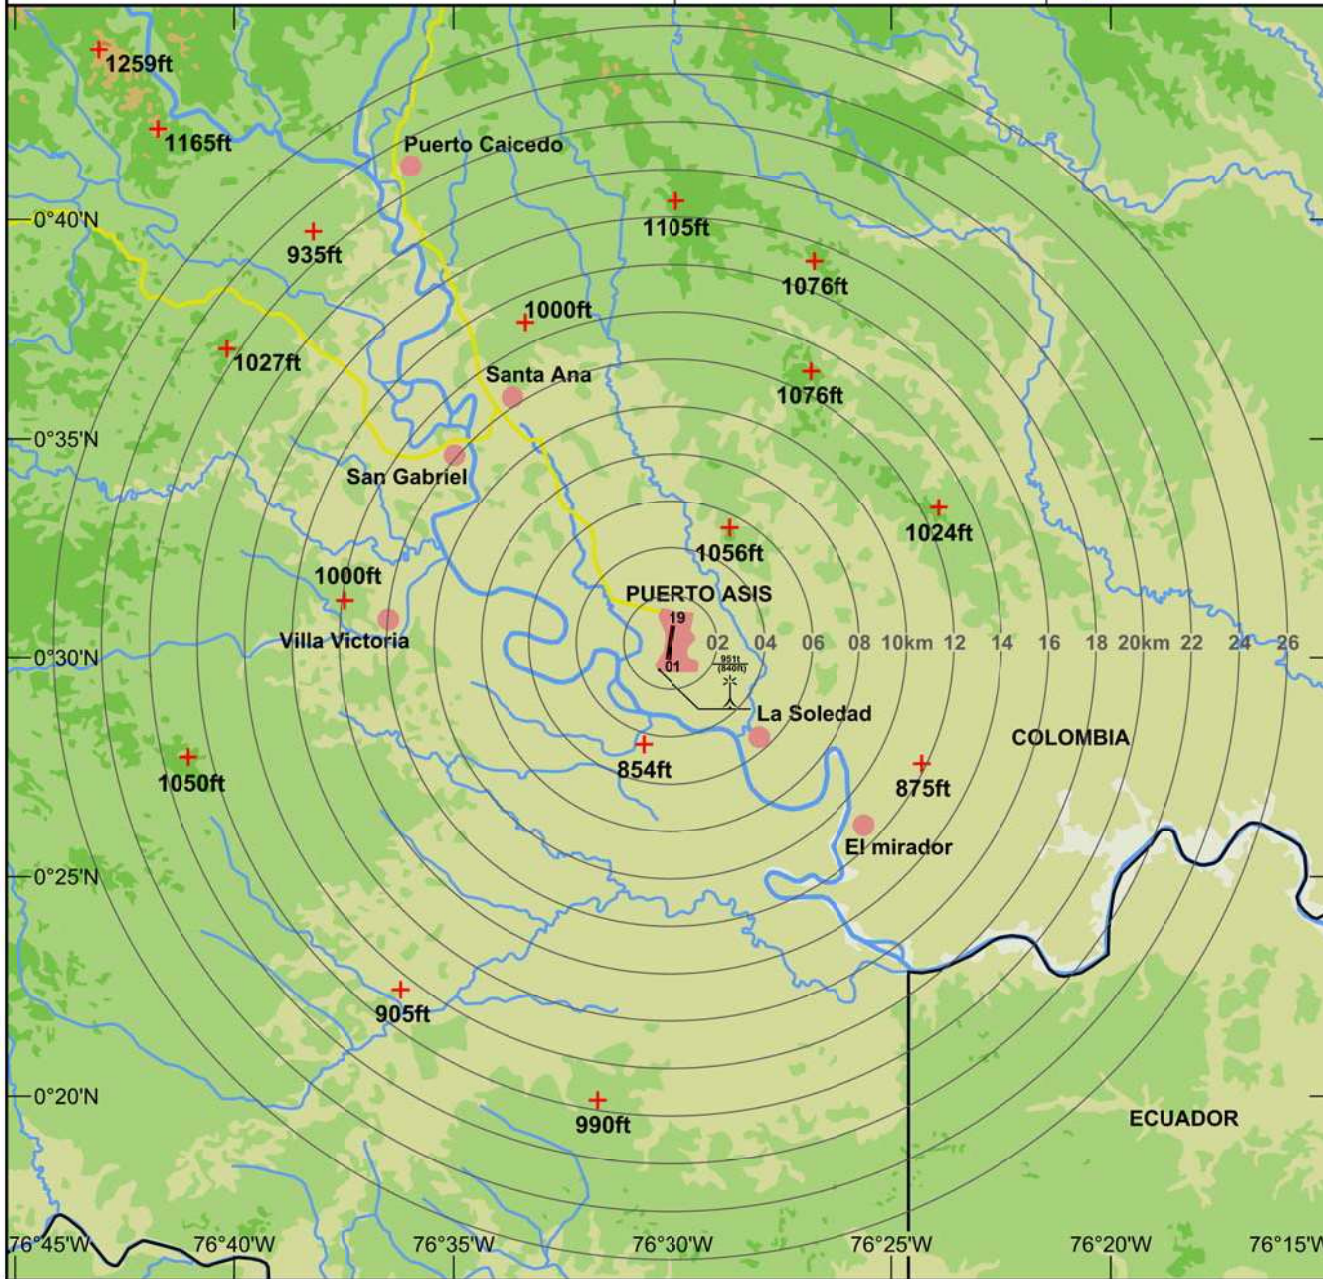 1259ft
1165ft
Puerto Caicedo
0°40'N
1105ft
935ft
1076ft
1000ft
1027ft
Santa Ana
1076ft
0°35'N
San Gabriel
1024ft
1056ft
1000ft
PUERTO ASIS
19
Villa Victoria
02 04 06 08 10km 12 14 16 18 20km 22 24 26
0°30'N
01
951t
(840ft)
La Soledad
COLOMBIA
854ft
1050ft
875ft
El mirador
0°25'N
905ft
0°20'N
990ft
ECUADOR
76°45'W 76°40'W 76°35'W 76°30'W 76°25'W 76°20'W 76°15'W